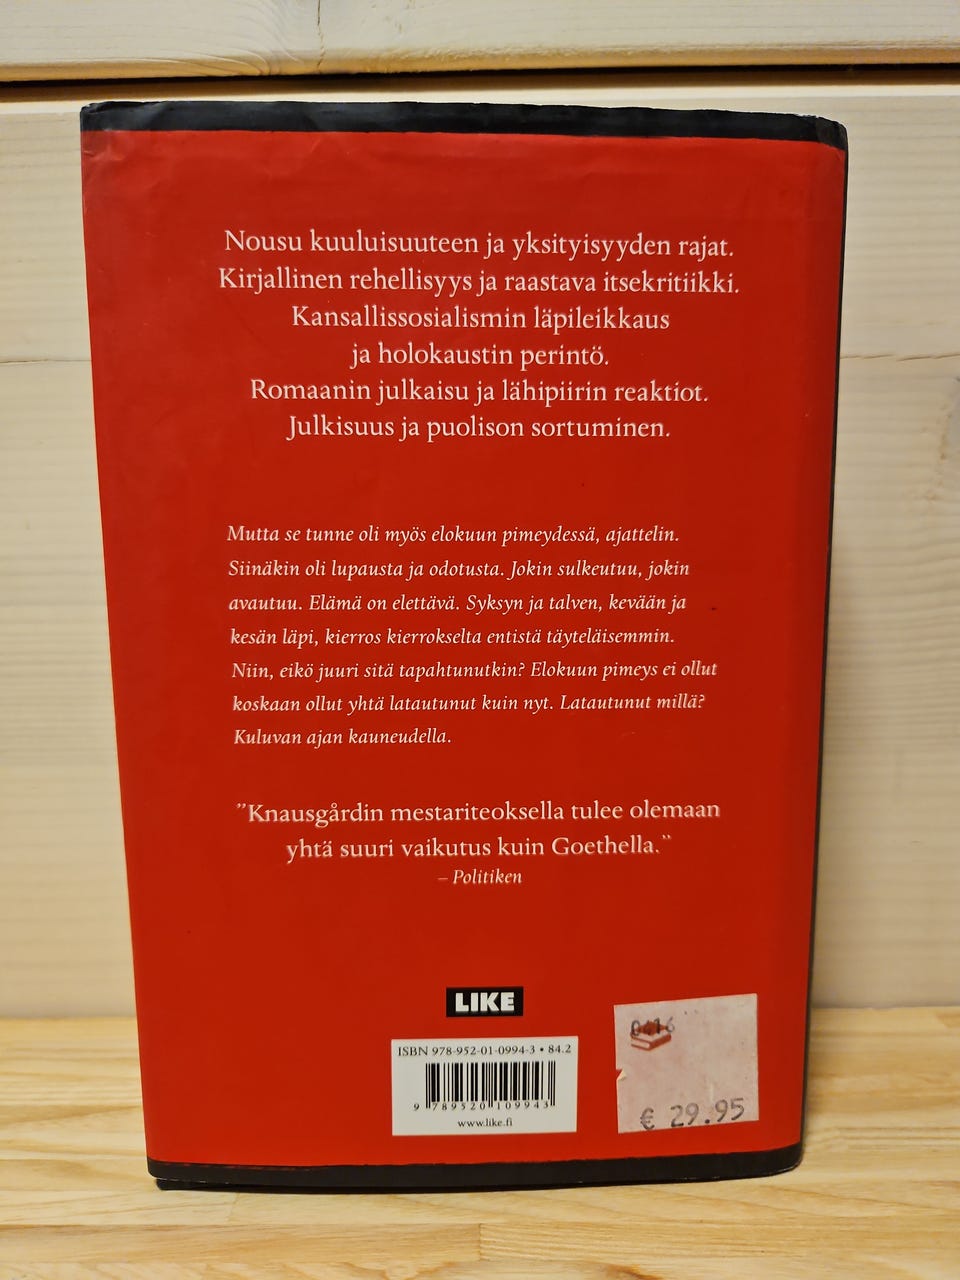 Nousu kuuluisuuteen ja yksityisyyden rajat.
Kirjallinen rehellisyys ja raastava itsekritiikki.
Kansallissosialismin läpileikkaus
ja holokaustin perintö.
Romaanin julkaisu ja lähipiirin reaktiot.
Julkisuus ja puolison sortuminen.
Mutta se tunne oli myös elokuun pimeydessä, ajattelin.
Siinäkin oli lupausta ja odotusta. Jokin sulkeutuu, jokin
avautuu. Elämä on elettävä. Syksyn ja talven, kevään ja
kesän läpi, kierros kierrokselta entistä täyteläisemmin.
Niin, eikö juuri sitä tapahtunutkin? Elokuun pimeys ei ollut
koskaan ollut yhtä latautunut kuin nyt. Latautunut millä?
Kuluvan ajan kauneudella.
”Knausgårdin mestariteoksella tulee olemaan
yhtä suuri vaikutus kuin Goethella.”
– Politiken
LIKE
ISBN 978-952-01-0994-3 • 84.2
9 789520 109943
www.like.fi
€ 29.95